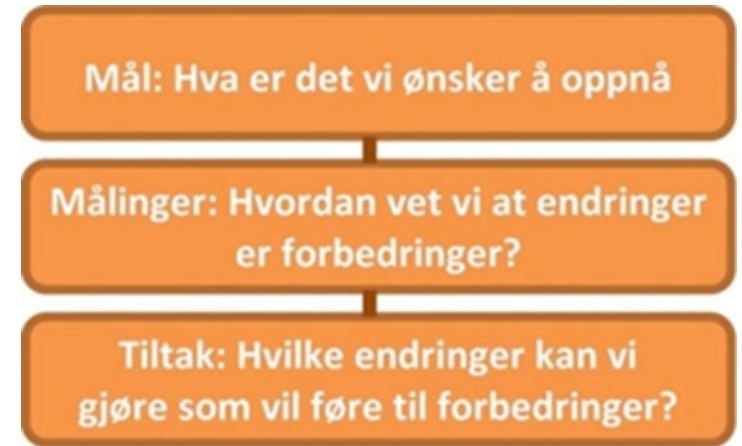 Mål: Hva er det vi ønsker å oppnå
Målinger: Hvordan vet vi at endringer
er forbedringer?
Tiltak: Hvilke endringer kan vi
gjøre som vil føre til forbedringer?